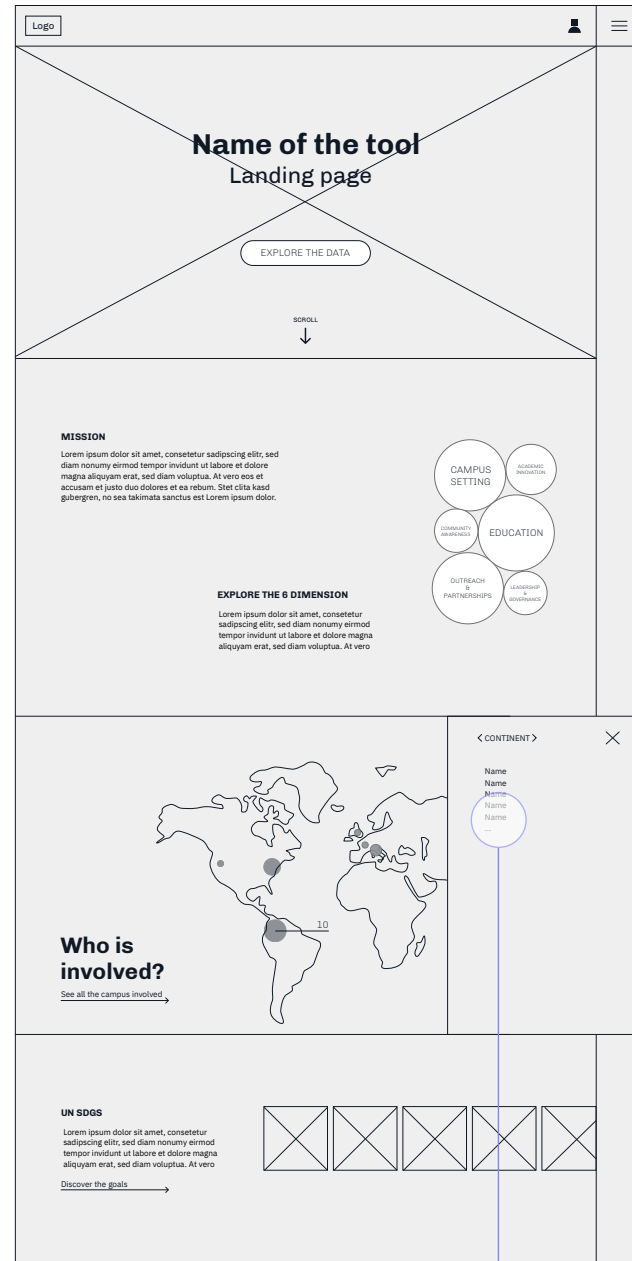 Logo
Name of the tool
Landing page
EXPLORE THE DATA
SCROLL
MISSION
Lorem ipsum dolor sit amet, consetetur sadipscing elitr, sed
diam nonumy eirmod tempor invidunt ut labore et dolore
magna aliquyam erat, sed diam voluptua. At vero eos et
accusam et justo duo dolores et ea rebum. Stet clita kasd
gubergren, no sea takimata sanctus est Lorem ipsum dolor.
CAMPUS
SETTING
ACADEMIC
INNOVATION
COMMUNITY
AWARENESS
EDUCATION
OUTREACH
&
PARTNERSHIPS
LEADERSHIP
&
GOVERNANCE
EXPLORE THE 6 DIMENSION
Lorem ipsum dolor sit amet, consetetur
sadipscing elitr, sed diam nonumy eirmod
tempor invidunt ut labore et dolore magna
aliquyam erat, sed diam voluptua. At vero
CONTINENT
Name
Name
Name
Name
Name
...
10
Who is
involved?
See all the campus involved
UN SDGS
Lorem ipsum dolor sit amet, consetetur
sadipscing elitr, sed diam nonumy eirmod
tempor invidunt ut labore et dolore magna
aliquyam erat, sed diam voluptua. At vero
Discover the goals